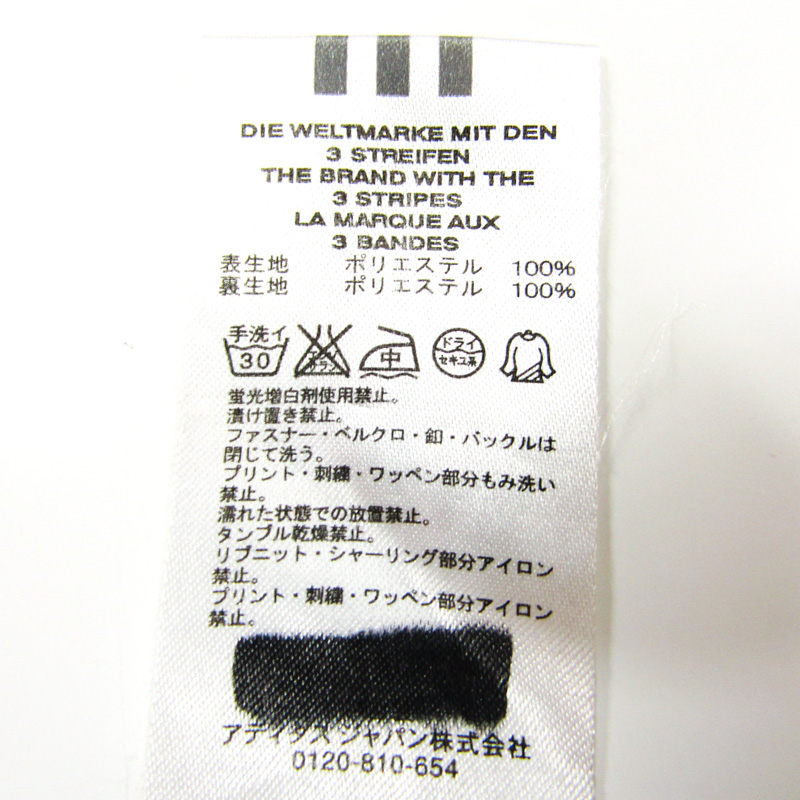 DIE WELTMARKE MIT DEN
3 STREIFEN
THE BRAND WITH THE
3 STRIPES
LA MARQUE AUX
3 BANDES
表生地 ポリエステル 100%
裏生地 ポリエステル 100%
手洗イ
30
エンソ
サラシ
中
ドライ
セキユ系
蛍光増白剤使用禁止。
漬け置き禁止。
ファスナー・ベルクロ・釦・バックルは
閉じて洗う。
プリント・刺繍・ワッペン部分もみ洗い
禁止。
濡れた状態での放置禁止。
タンブル乾燥禁止。
リブニット・シャーリング部分アイロン
禁止。
プリント・刺繍・ワッペン部分アイロン
禁止。
アディダス ジャパン株式会社
0120-810-654